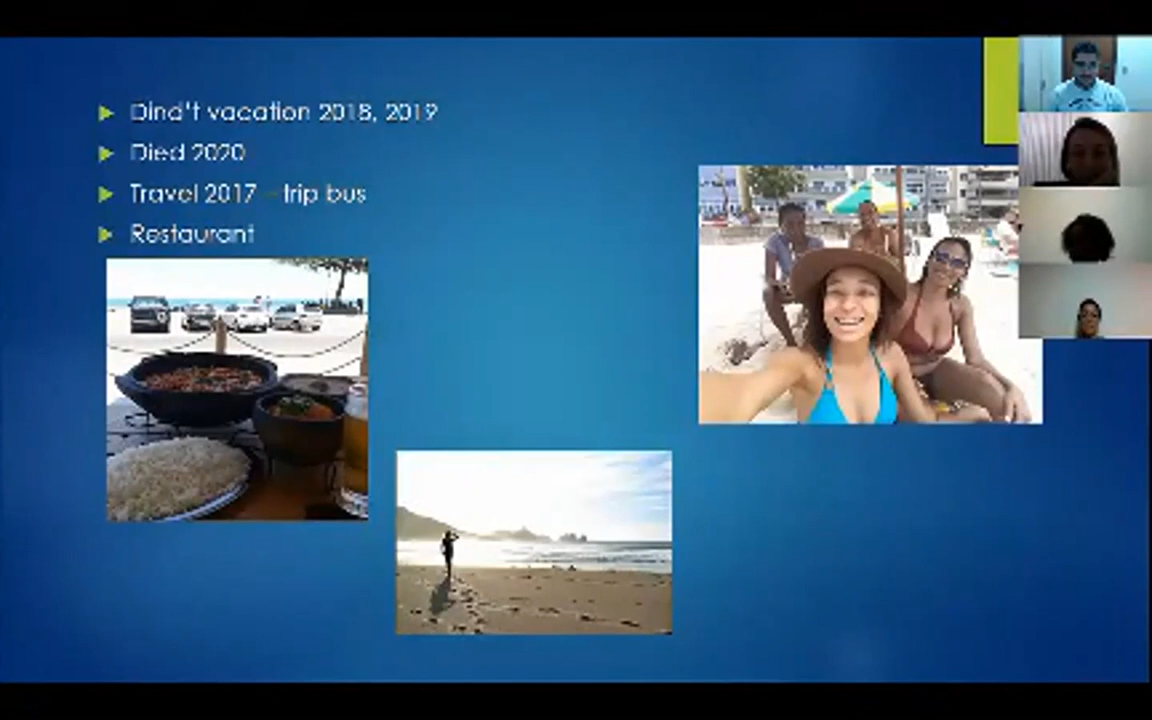 Dind't vacation 2018, 2019
Died 2020
Travel 2017 – trip bus
Restaurant